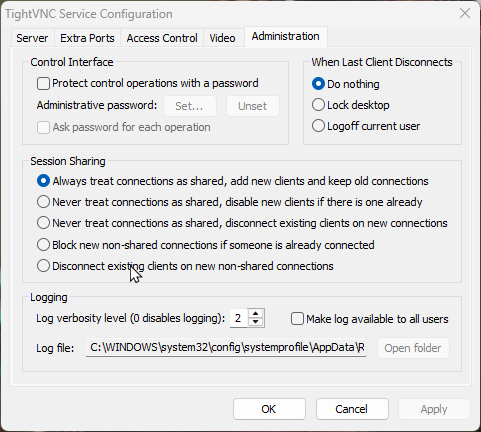 TightVNC Service Configuration
Server Extra Ports Access Control Video Administration
Control Interface
Protect control operations with a password
Administrative password: Set... Unset
Ask password for each operation
When Last Client Disconnects
Do nothing
Lock desktop
Logoff current user
Session Sharing
Always treat connections as shared, add new clients and keep old connections
Never treat connections as shared, disable new clients if there is one already
Never treat connections as shared, disconnect existing clients on new connections
Block new non-shared connections if someone is already connected
Disconnect existing clients on new non-shared connections
Logging
Log verbosity level (0 disables logging): 2 Make log available to all users
Log file: C:\WINDOWS\system32\config\systemprofile\AppData\R Open folder
OK Cancel Apply